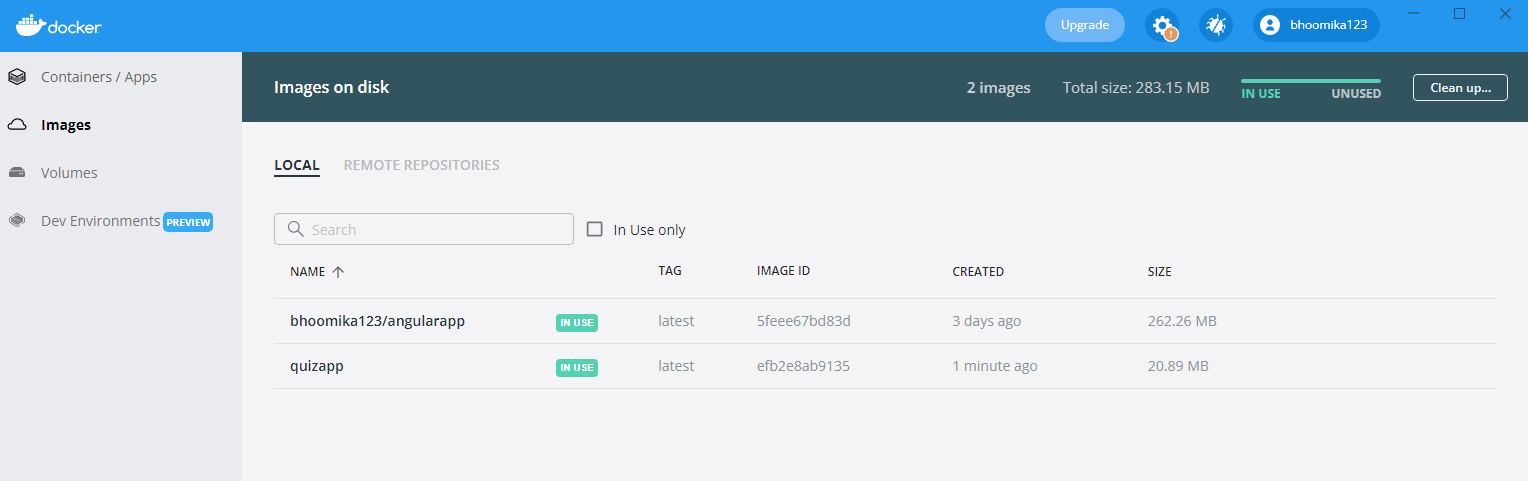 docker
Upgrade
bhoomika123
Containers / Apps
Images
Volumes
Dev Environments PREVIEW
Images on disk
2 images
Total size: 283.15 MB
IN USE UNUSED
Clean up...
LOCAL REMOTE REPOSITORIES
Search
In Use only
NAME TAG IMAGE ID CREATED SIZE
bhoomika123/angularapp IN USE latest 5feee67bd83d 3 days ago 262.26 MB
quizapp IN USE latest efb2e8ab9135 1 minute ago 20.89 MB